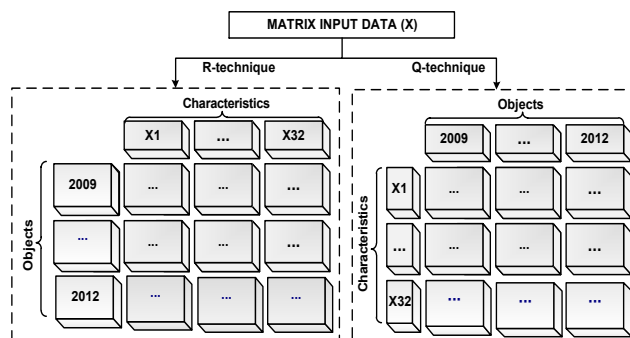 MATRIX INPUT DATA (X)
R-technique
Q-technique
Characteristics
X1 ... X32
Objects
2009 ... ... ...
... ... ... ...
2012 ... ... ...
Objects
2009 ... 2012
Characteristics
X1 ... ... ...
... ... ... ...
X32 ... ... ...